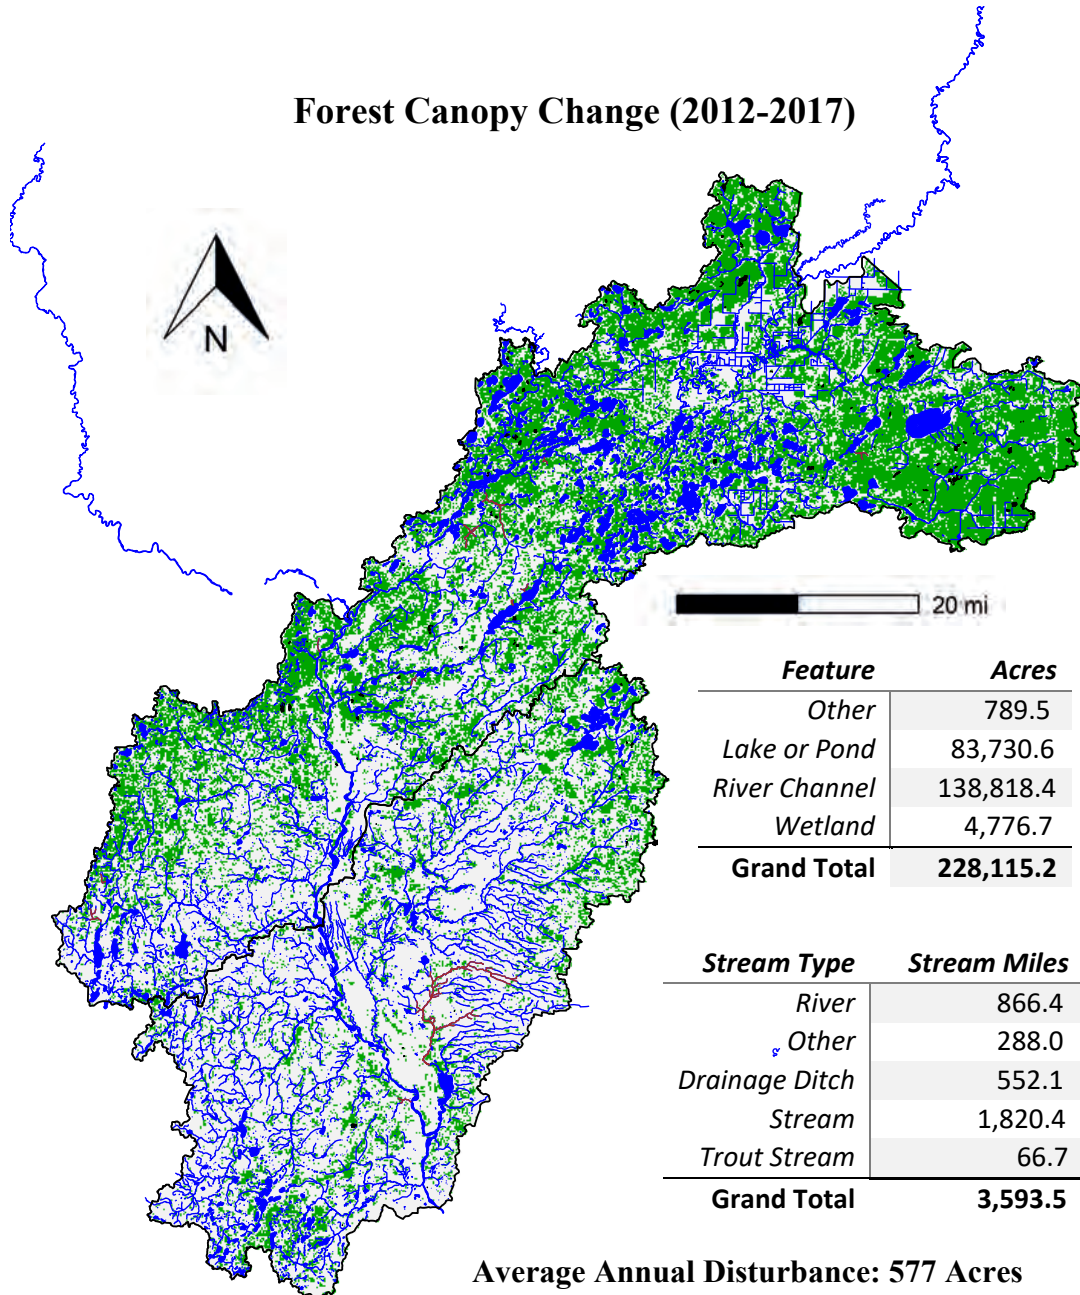 Forest Canopy Change (2012-2017)
N
20 mi
Feature Acres
Other 789.5
Lake or Pond 83,730.6
River Channel 138,818.4
Wetland 4,776.7
Grand Total 228,115.2
Stream Type Stream Miles
River 866.4
Other 288.0
Drainage Ditch 552.1
Stream 1,820.4
Trout Stream 66.7
Grand Total 3,593.5
Average Annual Disturbance: 577 Acres